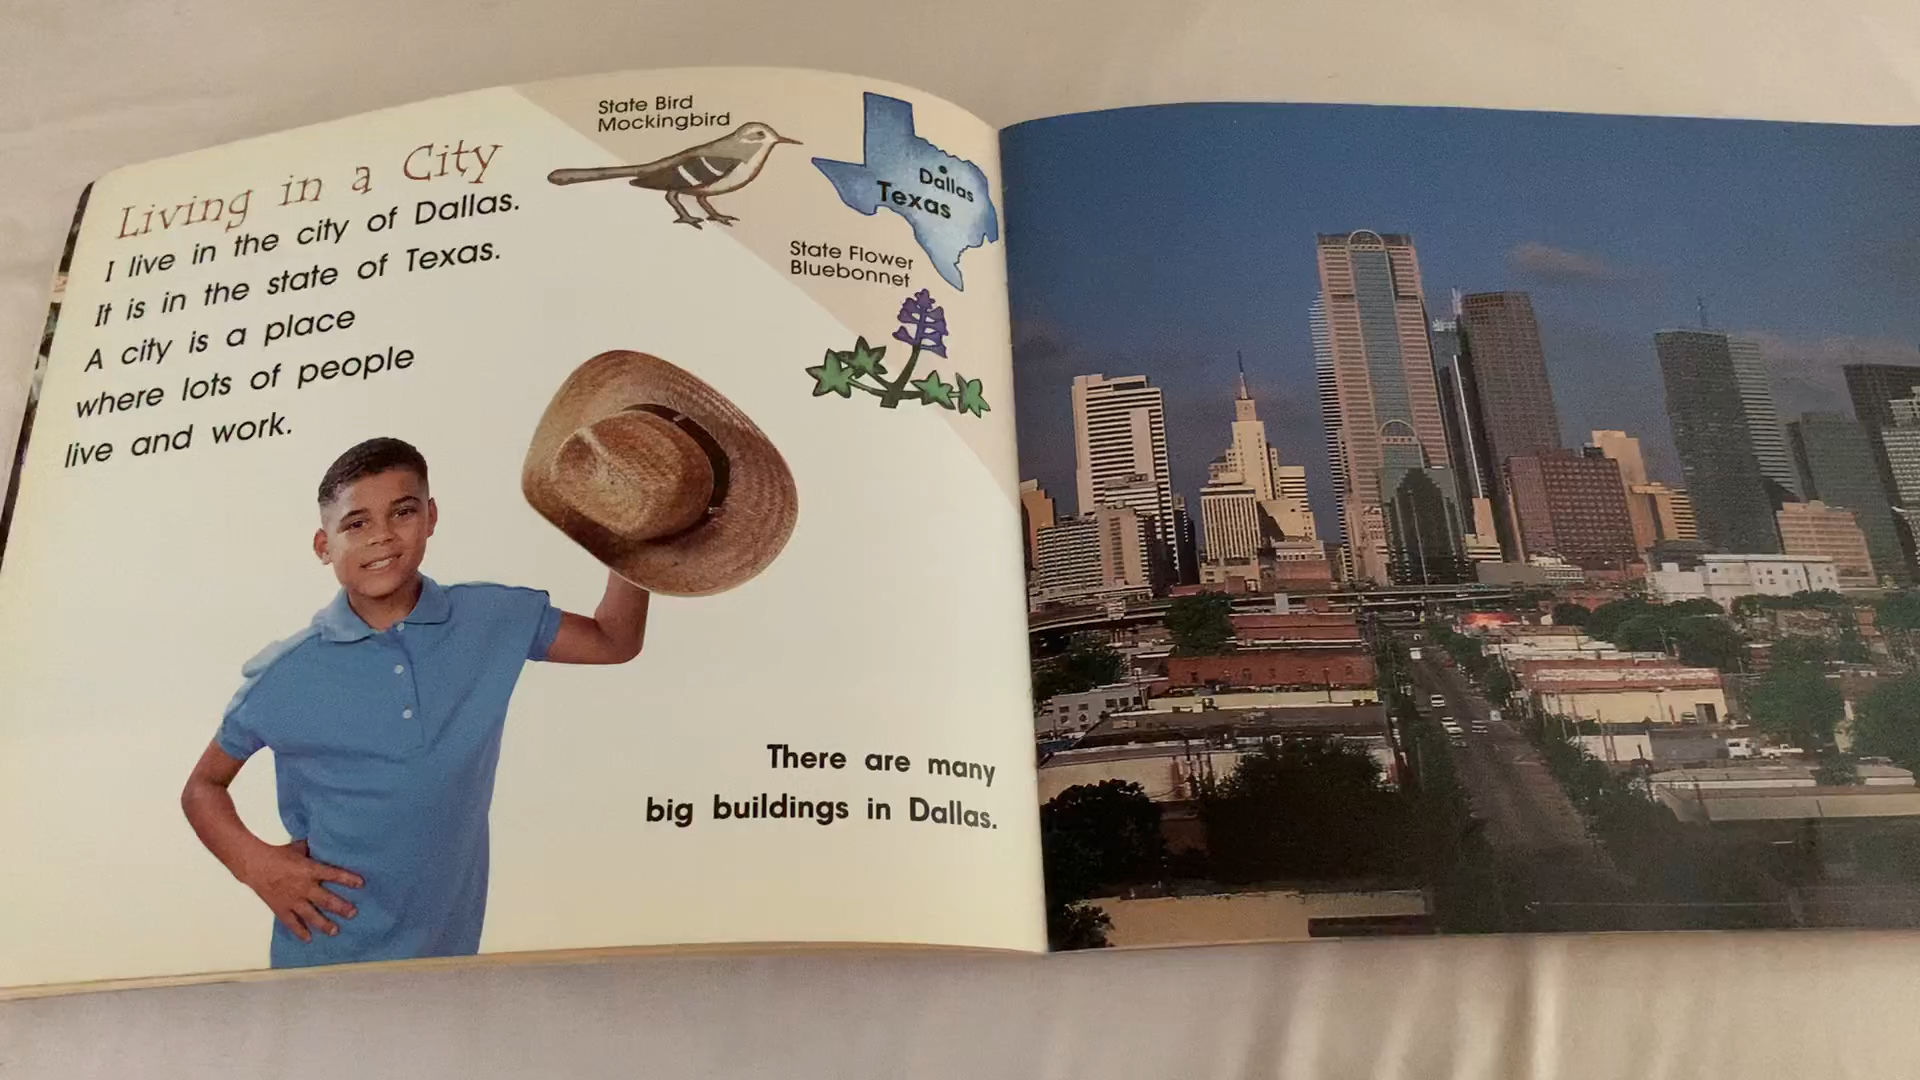 Living in a City
I live in the city of Dallas.
It is in the state of Texas.
A city is a place
where lots of people
live and work.
State Bird
Mockingbird
Dallas
Texas
State Flower
Bluebonnet
There are many
big buildings in Dallas.